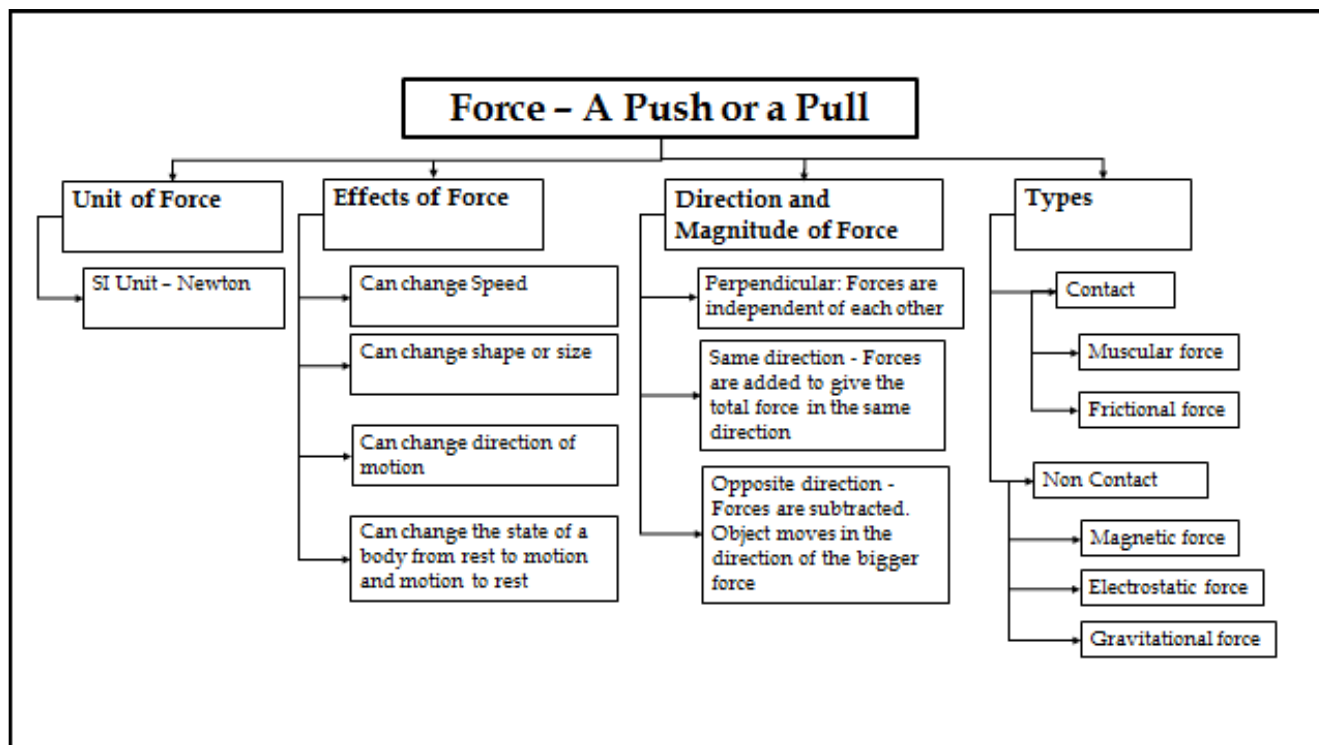 Force – A Push or a Pull
Unit of Force
SI Unit – Newton
Effects of Force
Can change Speed
Can change shape or size
Can change direction of
motion
Can change the state of a
body from rest to motion
and motion to rest
Direction and
Magnitude of Force
Perpendicular: Forces are
independent of each other
Same direction - Forces
are added to give the
total force in the same
direction
Opposite direction -
Forces are subtracted.
Object moves in the
direction of the bigger
force
Types
Contact
Muscular force
Frictional force
Non Contact
Magnetic force
Electrostatic force
Gravitational force